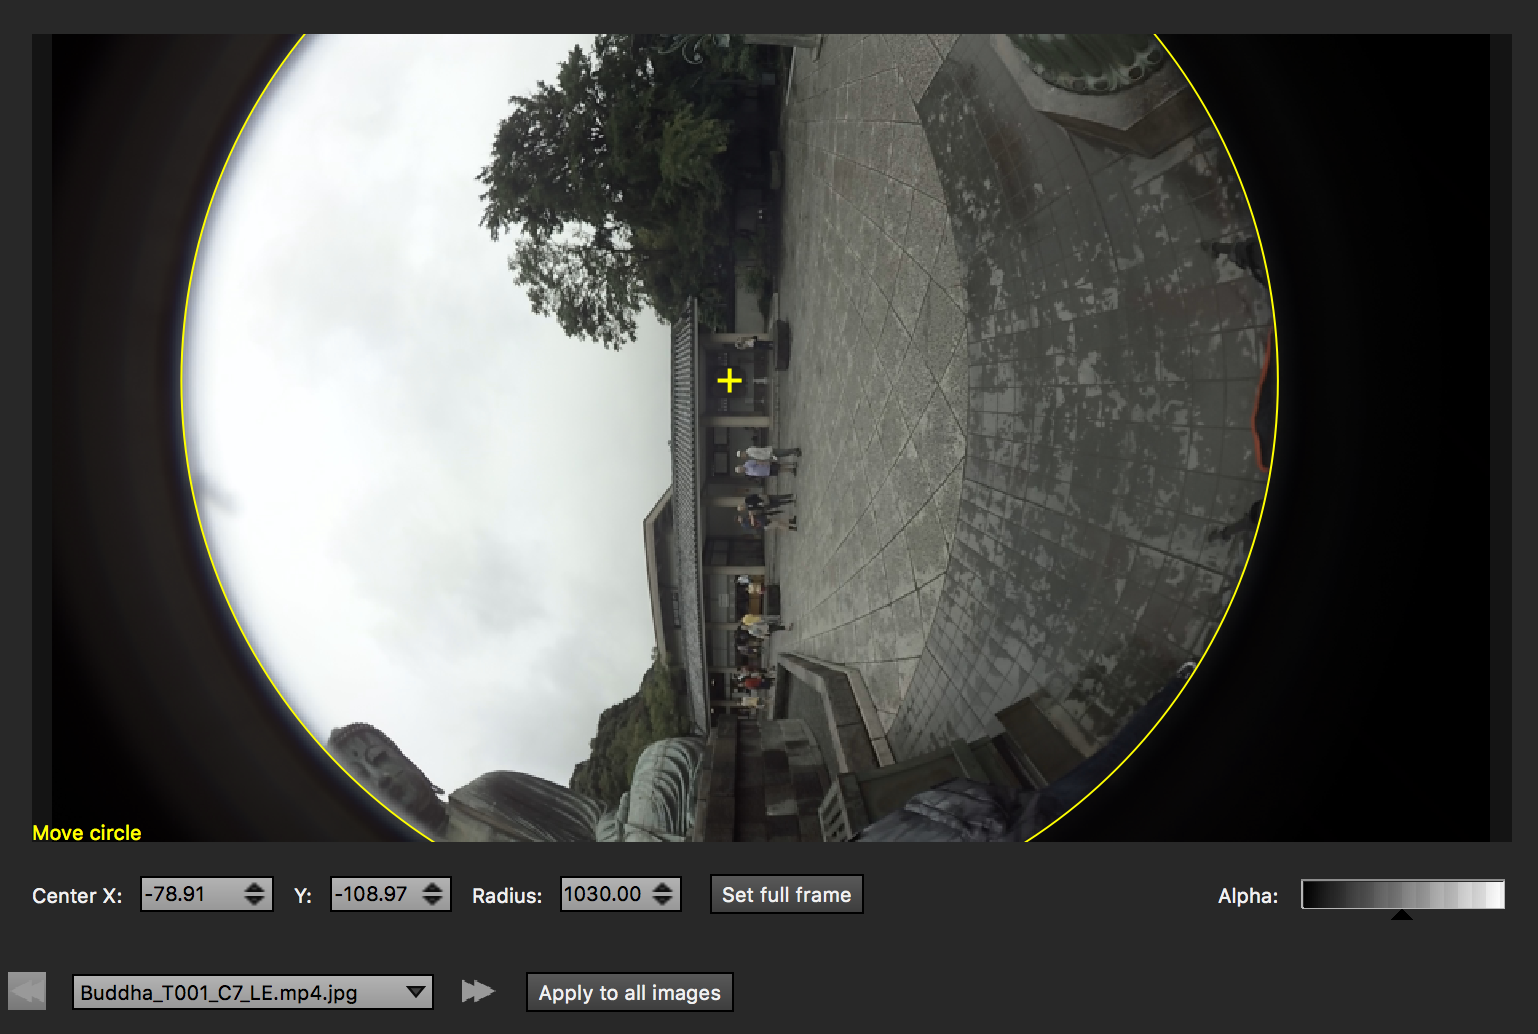 Move circle
Center X: -78.91 Y: -108.97 Radius: 1030.00 Set full frame Alpha:
Buddha_T001_C7_LE.mp4.jpg Apply to all images